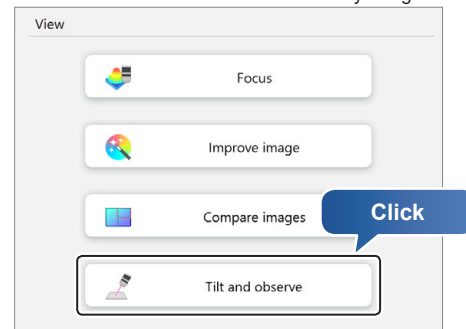 View
Focus
Improve image
Compare images
Click
Tilt and observe